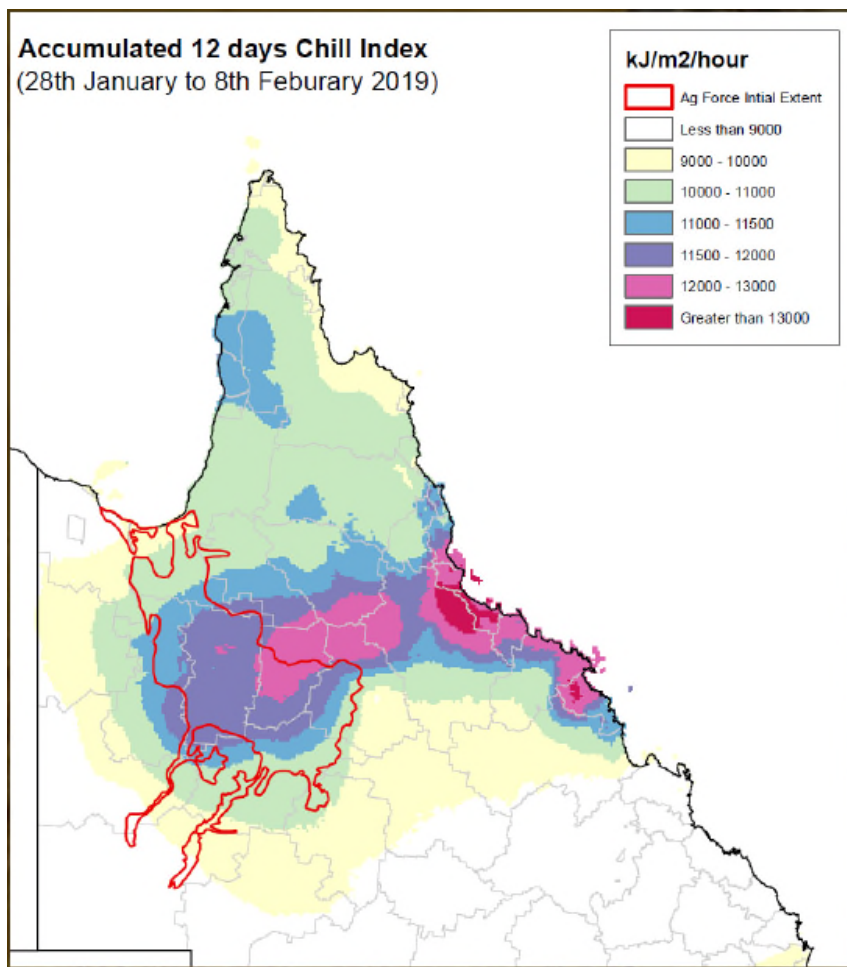 Accumulated 12 days Chill Index
(28th January to 8th Feburary 2019)
kJ/m2/hour
Ag Force Intial Extent
Less than 9000
9000 - 10000
10000 - 11000
11000 - 11500
11500 - 12000
12000 - 13000
Greater than 13000